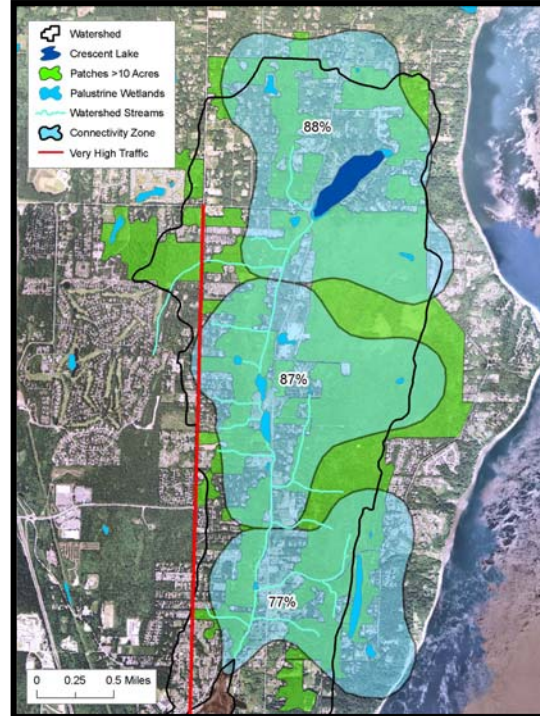 Watershed
Crescent Lake
Patches >10 Acres
Palustrine Wetlands
Watershed Streams
Connectivity Zone
Very High Traffic
88%
87%
77%
0 0.25 0.5 Miles